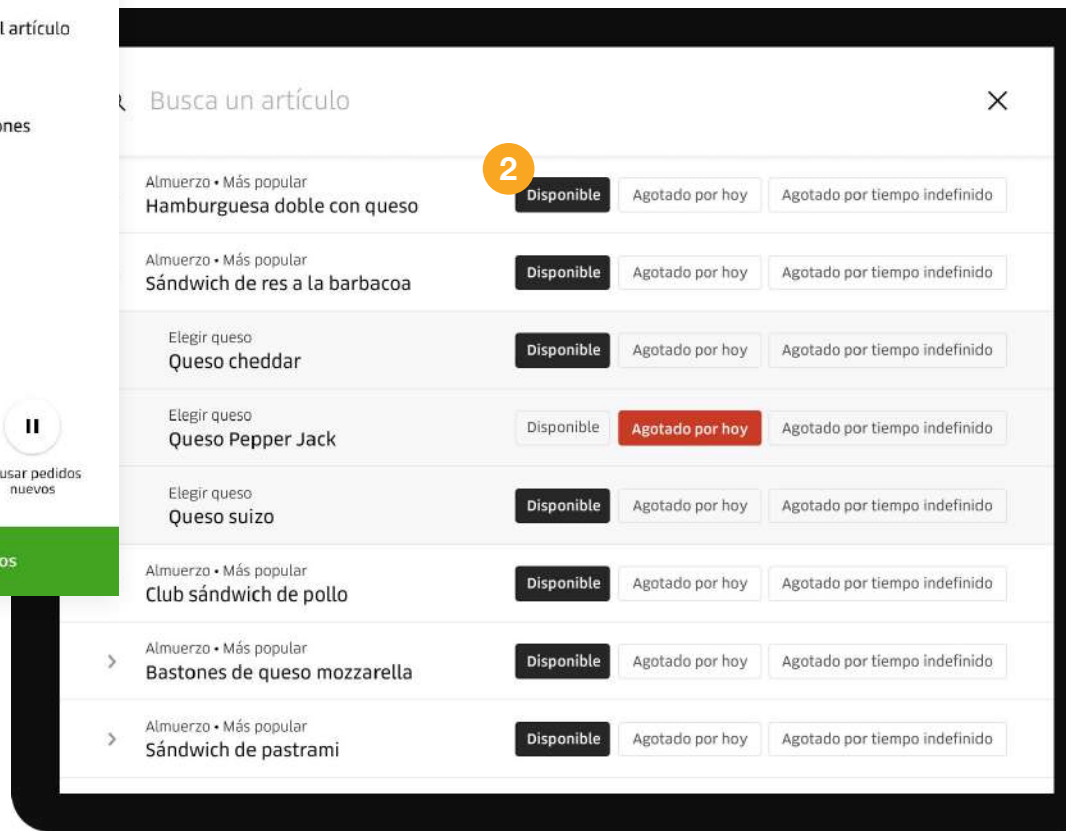 l artículo
ones
usar pedidos
nuevos
os
Busca un artículo
2
Almuerzo • Más popular
Hamburguesa doble con queso
Disponible
Agotado por hoy
Agotado por tiempo indefinido
Almuerzo • Más popular
Sándwich de res a la barbacoa
Disponible
Agotado por hoy
Agotado por tiempo indefinido
Elegir queso
Queso cheddar
Disponible
Agotado por hoy
Agotado por tiempo indefinido
Elegir queso
Queso Pepper Jack
Disponible
Agotado por hoy
Agotado por tiempo indefinido
Elegir queso
Queso suizo
Disponible
Agotado por hoy
Agotado por tiempo indefinido
Almuerzo • Más popular
Club sándwich de pollo
Disponible
Agotado por hoy
Agotado por tiempo indefinido
Almuerzo • Más popular
Bastones de queso mozzarella
Disponible
Agotado por hoy
Agotado por tiempo indefinido
Almuerzo • Más popular
Sándwich de pastrami
Disponible
Agotado por hoy
Agotado por tiempo indefinido